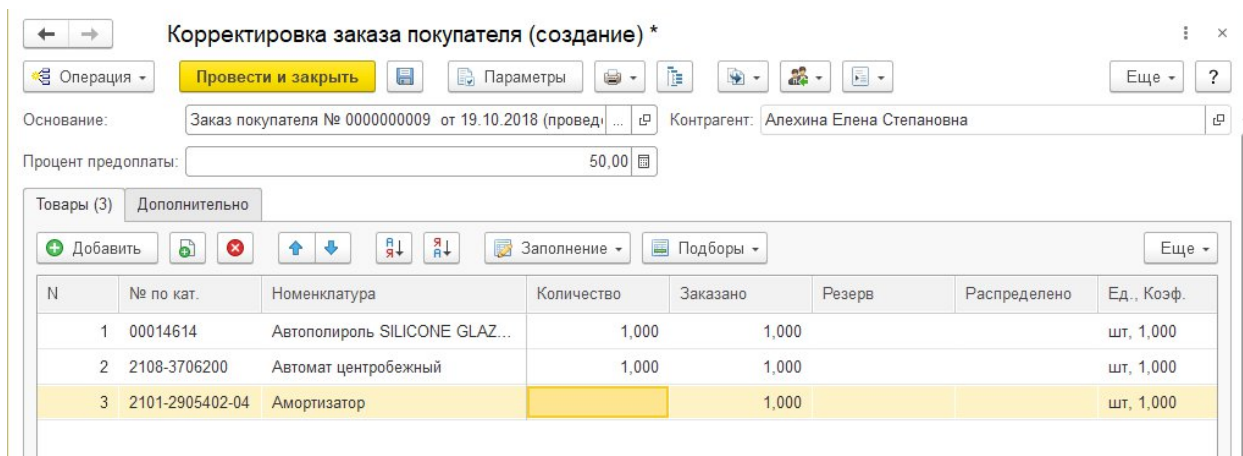 Корректировка заказа покупателя (создание) *
Операция Провести и закрыть Параметры Еще ?
Основание: Заказ покупателя № 0000000009 от 19.10.2018 (провед ... Контрагент: Алехина Елена Степановна
Процент предоплаты: 50,00
Товары (3) Дополнительно
Добавить Заполнение Подборы Еще
N № по кат. Номенклатура Количество Заказано Резерв Распределено Ед., Коэф.
1 00014614 Автополироль SILICONE GLAZ... 1,000 1,000 шт, 1,000
2 2108-3706200 Автомат центробежный 1,000 1,000 шт, 1,000
3 2101-2905402-04 Амортизатор 1,000 шт, 1,000